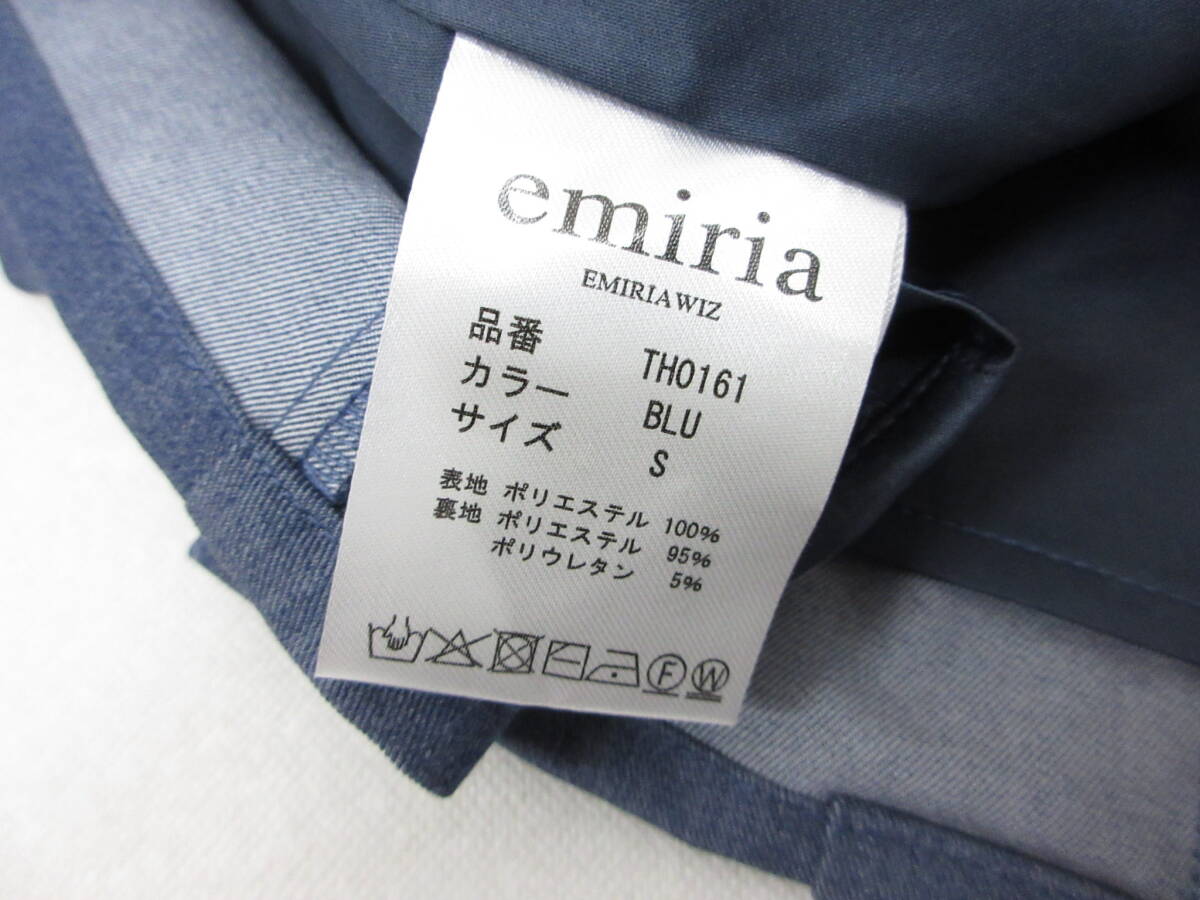 emiria
EMIRIAWIZ
品番 TH0161
カラー BLU
サイズ S
表地 ポリエステル 100%
裏地 ポリエステル 95%
ポリウレタン 5%
F W